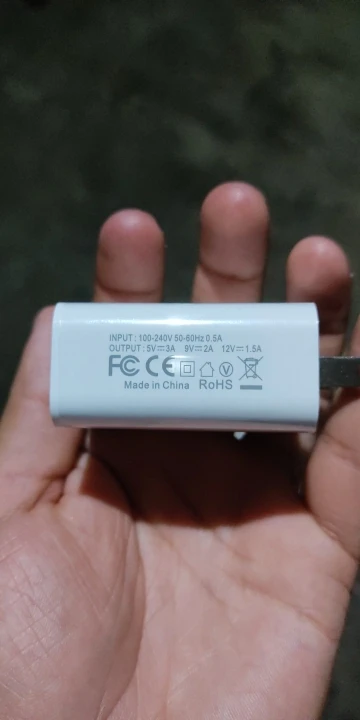 INPUT : 100-240V 50-60Hz 0.5A
OUTPUT : 5V⎓3A 9V⎓2A 12V⎓1.5A
FC CE V
Made in China RoHS